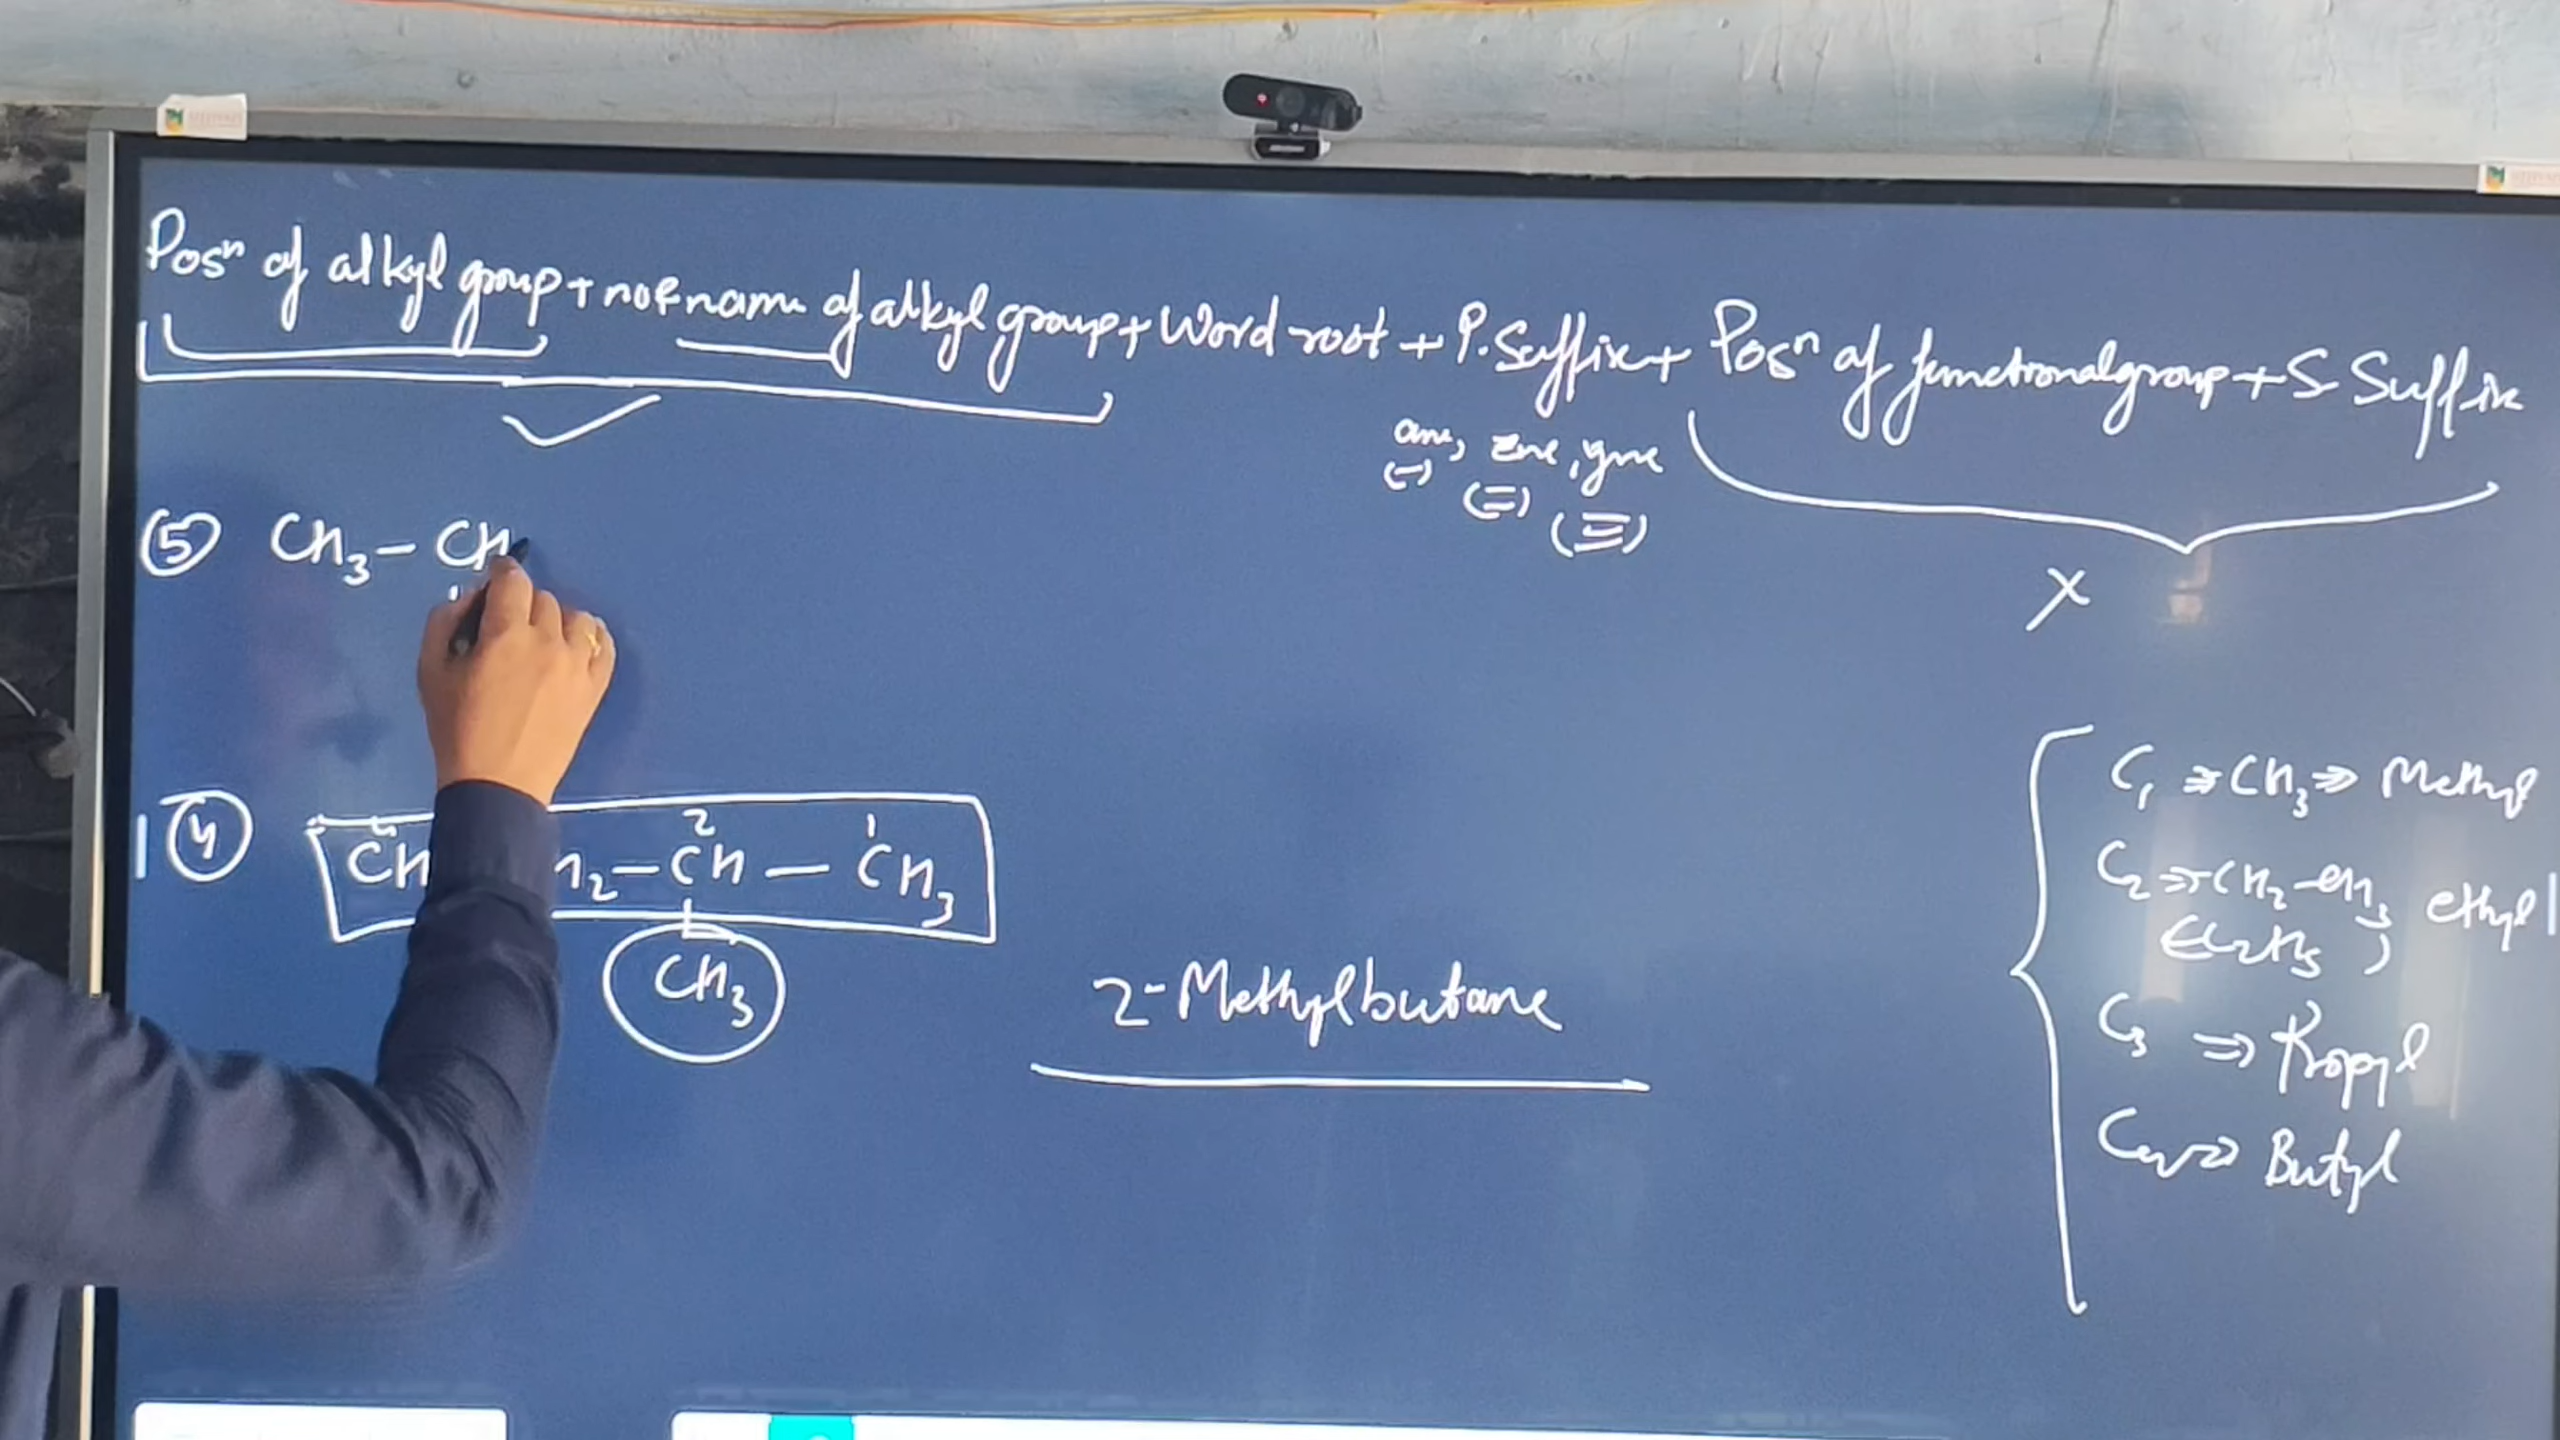 Posⁿ of alkyl group + no & name of alkyl group + Word root + P. Suffix + Posⁿ of functional group + S Suffix
ane, ene, yne
(-) (=) (≡)
X
⑤ CH₃ - CH
④ CH H₂ - CH - CH₃
2 1
CH₃
2-Methylbutane
C₁ ⇒ CH₃ ⇒ Methyl
C₂ ⇒ CH₂-CH₃ ethyl
(C₂H₅)
C₃ ⇒ Propyl
C₄ ⇒ Butyl